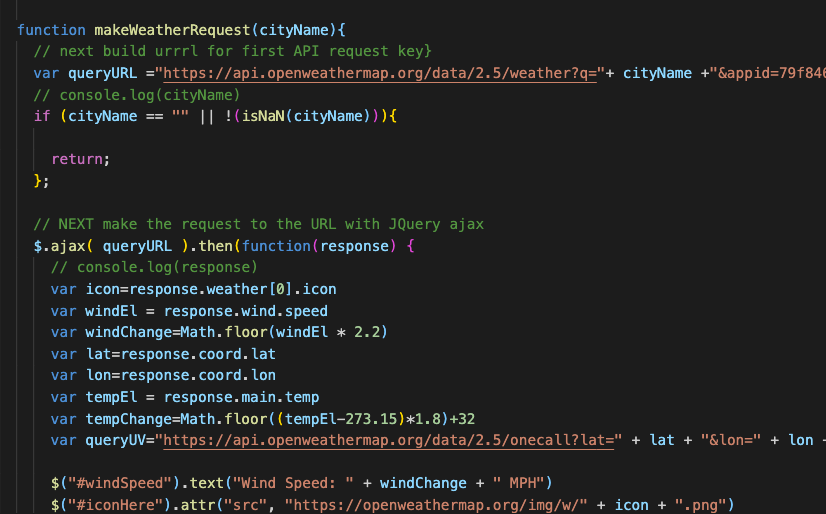 function makeWeatherRequest(cityName){
// next build urrrl for first API request key}
var queryURL ="https://api.openweathermap.org/data/2.5/weather?q="+ cityName +"&appid=79f846
// console.log(cityName)
if (cityName == "" || !(isNaN(cityName))){
return;
};
// NEXT make the request to the URL with JQuery ajax
$.ajax( queryURL ).then(function(response) {
// console.log(response)
var icon=response.weather[0].icon
var windEl = response.wind.speed
var windChange=Math.floor(windEl * 2.2)
var lat=response.coord.lat
var lon=response.coord.lon
var tempEl = response.main.temp
var tempChange=Math.floor((tempEl-273.15)*1.8)+32
var queryUV="https://api.openweathermap.org/data/2.5/onecall?lat=" + lat + "&lon=" + lon +
$("#windSpeed").text("Wind Speed: " + windChange + " MPH")
$("#iconHere").attr("src", "https://openweathermap.org/img/w/" + icon + ".png")